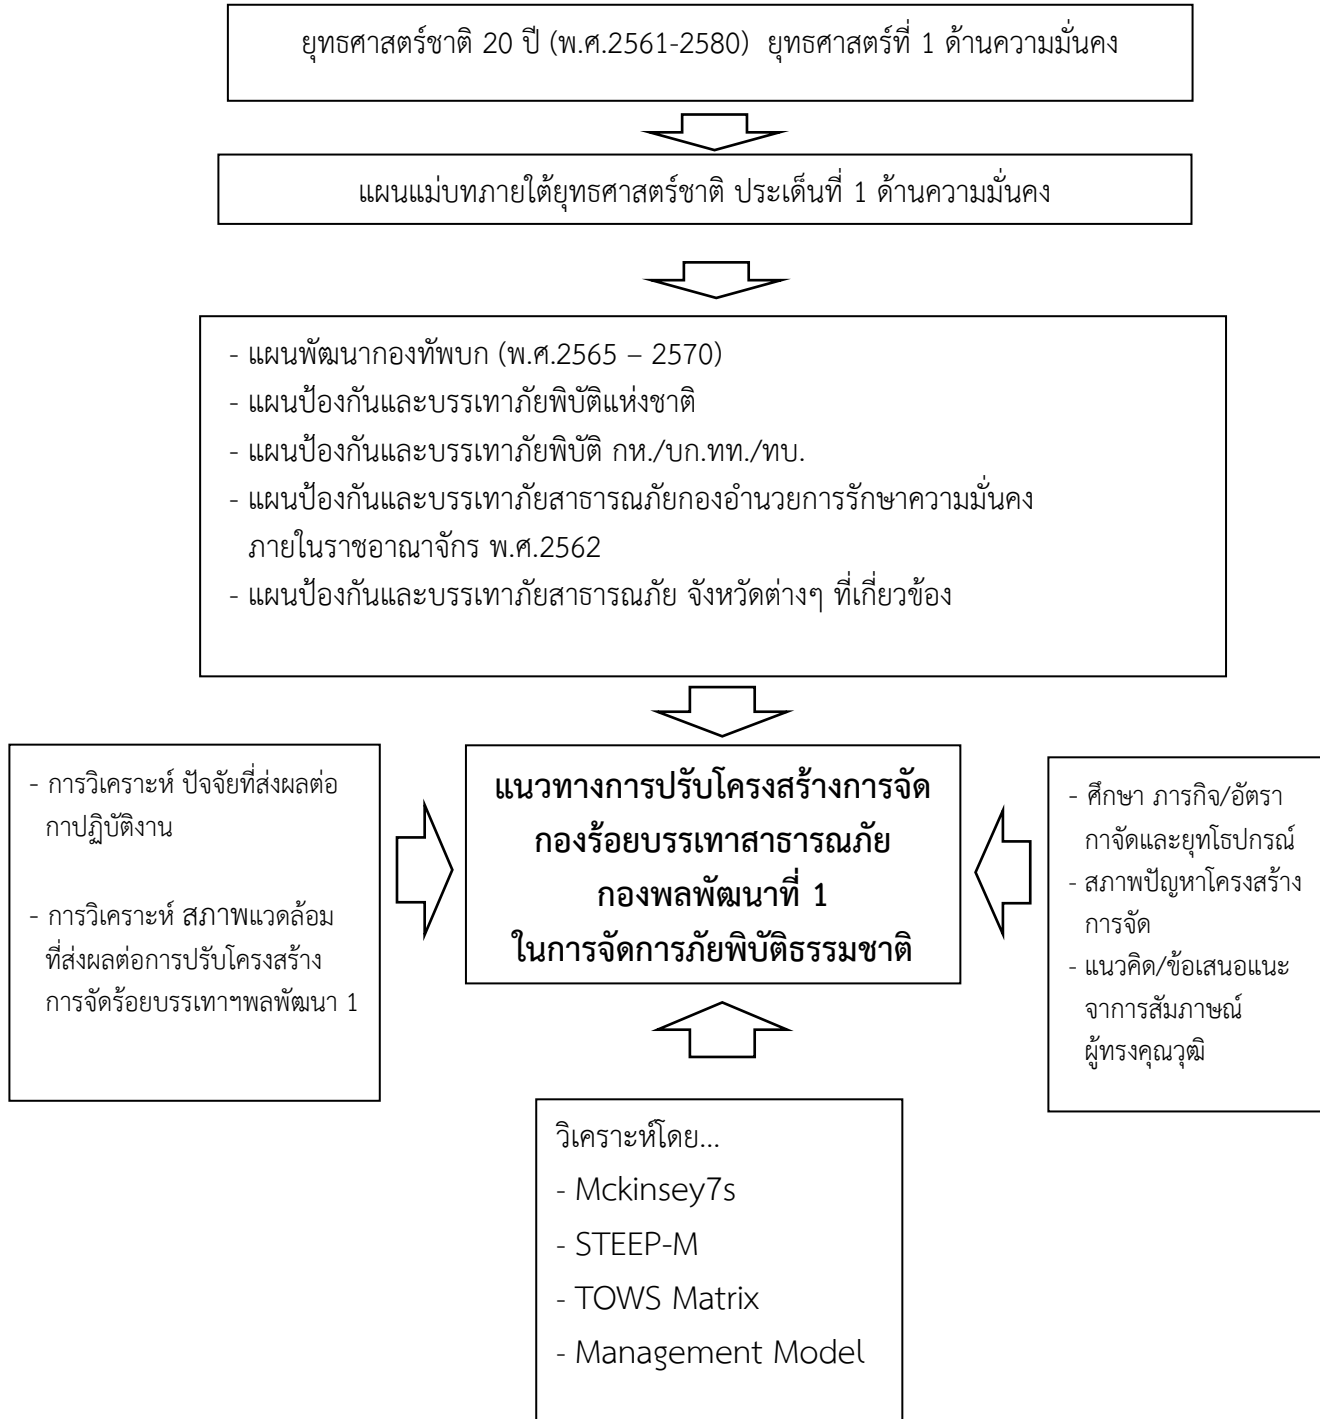 ยุทธศาสตร์ชาติ 20 ปี (พ.ศ.2561-2580) ยุทธศาสตร์ที่ 1 ด้านความมั่นคง
แผนแม่บทภายใต้ยุทธศาสตร์ชาติ ประเด็นที่ 1 ด้านความมั่นคง
- แผนพัฒนากองทัพบก (พ.ศ.2565 – 2570)
- แผนป้องกันและบรรเทาภัยพิบัติแห่งชาติ
- แผนป้องกันและบรรเทาภัยพิบัติ กห./บก.ทท./ทบ.
- แผนป้องกันและบรรเทาภัยสาธารณภัยกองอำนวยการรักษาความมั่นคง
ภายในราชอาณาจักร พ.ศ.2562
- แผนป้องกันและบรรเทาภัยสาธารณภัย จังหวัดต่างๆ ที่เกี่ยวข้อง
- การวิเคราะห์ ปัจจัยที่ส่งผลต่อ
กาปฏิบัติงาน
- การวิเคราะห์ สภาพแวดล้อม
ที่ส่งผลต่อการปรับโครงสร้าง
การจัดร้อยบรรเทาฯพลพัฒนา 1
แนวทางการปรับโครงสร้างการจัด
กองร้อยบรรเทาสาธารณภัย
กองพลพัฒนาที่ 1
ในการจัดการภัยพิบัติธรรมชาติ
- ศึกษา ภารกิจ/อัตรา
กาจัดและยุทโธปกรณ์
- สภาพปัญหาโครงสร้าง
การจัด
- แนวคิด/ข้อเสนอแนะ
จาการสัมภาษณ์
ผู้ทรงคุณวุฒิ
วิเคราะห์โดย...
- Mckinsey7s
- STEEP-M
- TOWS Matrix
- Management Model